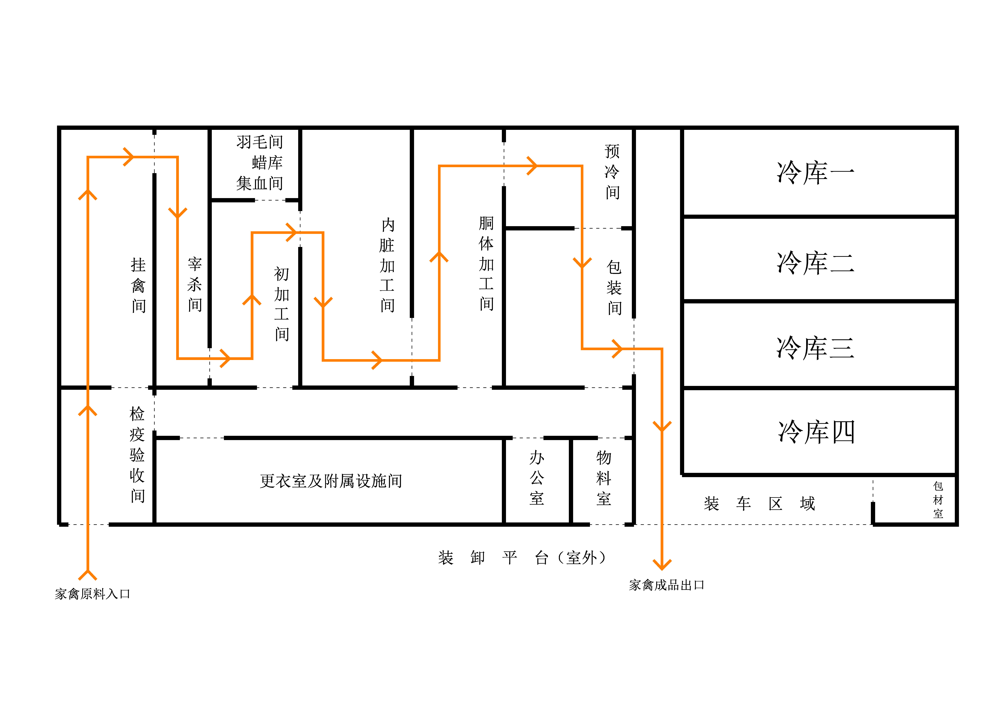 羽毛间
蜡库
集血间
预冷间
冷库一
挂禽间
宰杀间
初加工间
内脏加工间
胴体加工间
包装间
冷库二
冷库三
冷库四
检疫验收间
更衣室及附属设施间
办公室
物料室
装车区域
包材室
装卸平台（室外）
家禽原料入口
家禽成品出口